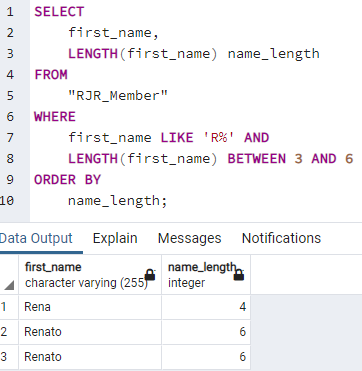 1 SELECT
2 first_name,
3 LENGTH(first_name) name_length
4 FROM
5 "RJR_Member"
6 WHERE
7 first_name LIKE 'R%' AND
8 LENGTH(first_name) BETWEEN 3 AND 6
9 ORDER BY
10 name_length;
Data Output Explain Messages Notifications
first_name name_length
character varying (255) integer
1 Rena 4
2 Renato 6
3 Renato 6